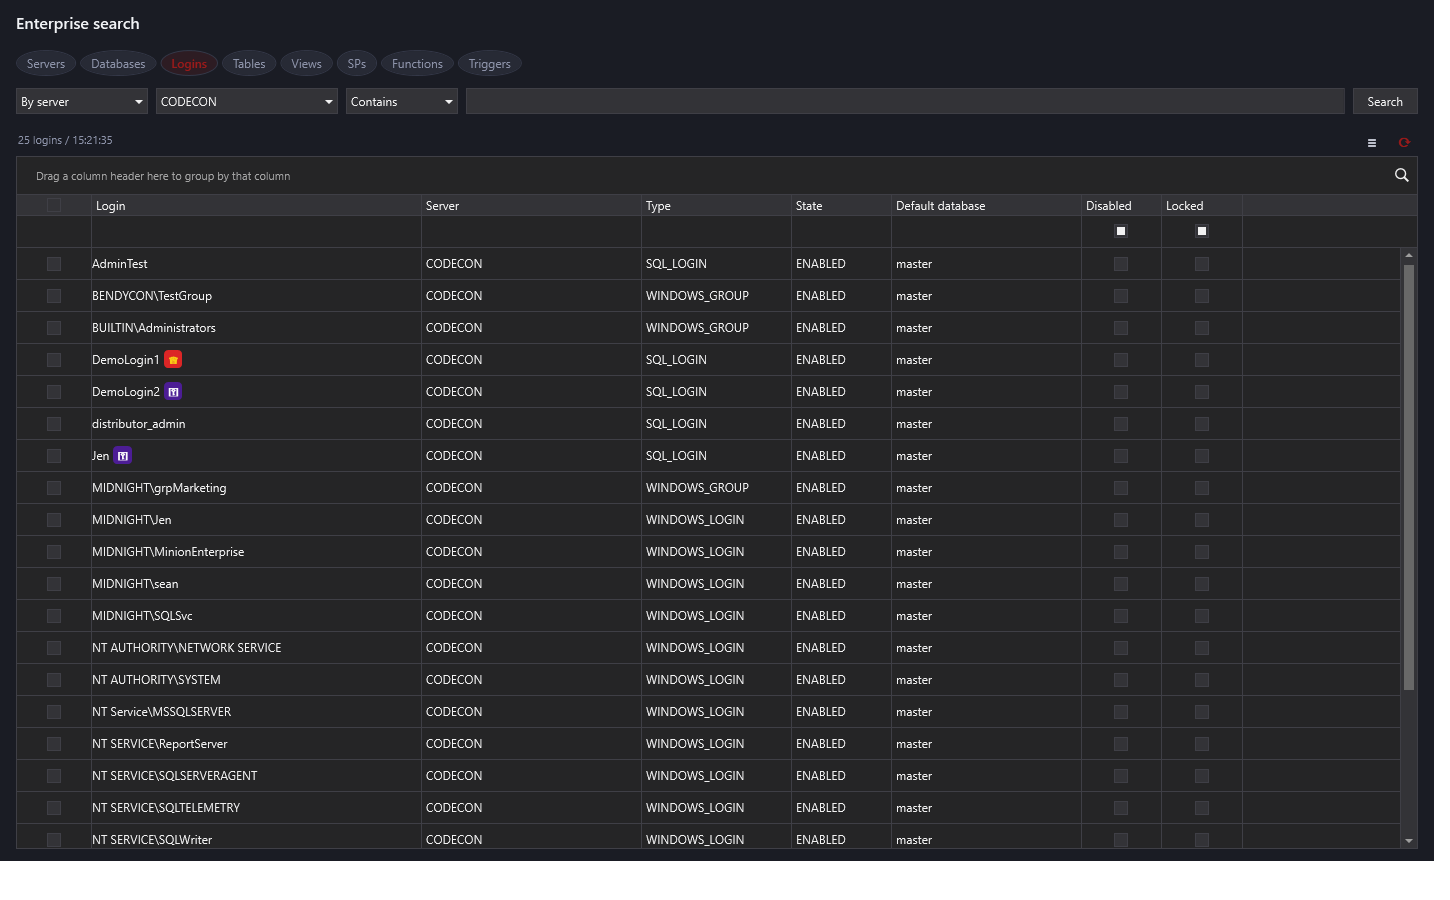 Enterprise search
Servers Databases Logins Tables Views SPs Functions Triggers
By server CODECON Contains Search
25 logins / 15:21:35
Drag a column header here to group by that column
Login Server Type State Default database Disabled Locked
AdminTest CODECON SQL_LOGIN ENABLED master
BENDYCON\TestGroup CODECON WINDOWS_GROUP ENABLED master
BUILTIN\Administrators CODECON WINDOWS_GROUP ENABLED master
DemoLogin1 CODECON SQL_LOGIN ENABLED master
DemoLogin2 CODECON SQL_LOGIN ENABLED master
distributor_admin CODECON SQL_LOGIN ENABLED master
Jen CODECON SQL_LOGIN ENABLED master
MIDNIGHT\grpMarketing CODECON WINDOWS_GROUP ENABLED master
MIDNIGHT\Jen CODECON WINDOWS_LOGIN ENABLED master
MIDNIGHT\MinionEnterprise CODECON WINDOWS_LOGIN ENABLED master
MIDNIGHT\sean CODECON WINDOWS_LOGIN ENABLED master
MIDNIGHT\SQLSvc CODECON WINDOWS_LOGIN ENABLED master
NT AUTHORITY\NETWORK SERVICE CODECON WINDOWS_LOGIN ENABLED master
NT AUTHORITY\SYSTEM CODECON WINDOWS_LOGIN ENABLED master
NT Service\MSSQLSERVER CODECON WINDOWS_LOGIN ENABLED master
NT SERVICE\ReportServer CODECON WINDOWS_LOGIN ENABLED master
NT SERVICE\SQLSERVERAGENT CODECON WINDOWS_LOGIN ENABLED master
NT SERVICE\SQLTELEMETRY CODECON WINDOWS_LOGIN ENABLED master
NT SERVICE\SQLWriter CODECON WINDOWS_LOGIN ENABLED master